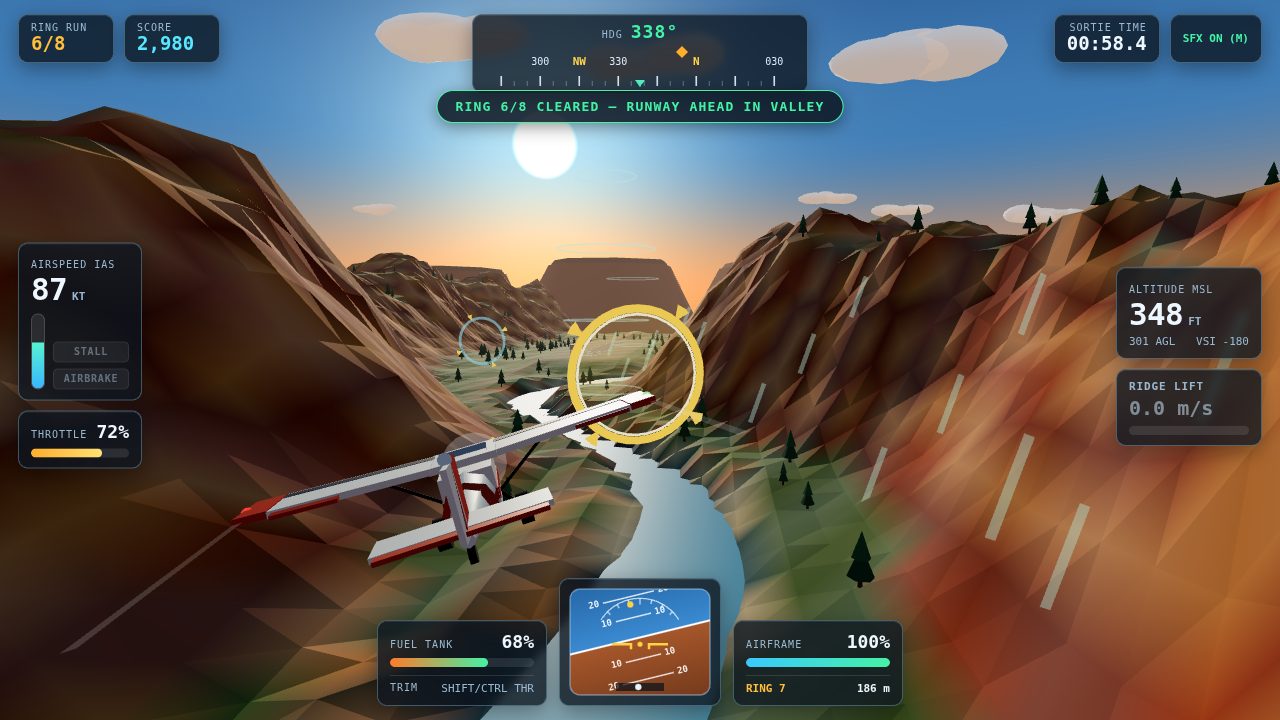 RING RUN
6/8
SCORE
2,980
HDG 338°
300 NW 330 N 030
RING 6/8 CLEARED — RUNWAY AHEAD IN VALLEY
SORTIE TIME
00:58.4
SFX ON (M)
AIRSPEED IAS
87 KT
STALL
AIRBRAKE
THROTTLE 72%
ALTITUDE MSL
348 FT
301 AGL VSI -180
RIDGE LIFT
0.0 m/s
FUEL TANK 68%
TRIM SHIFT/CTRL THR
20
10 10
10 10
20
AIRFRAME 100%
RING 7 186 m